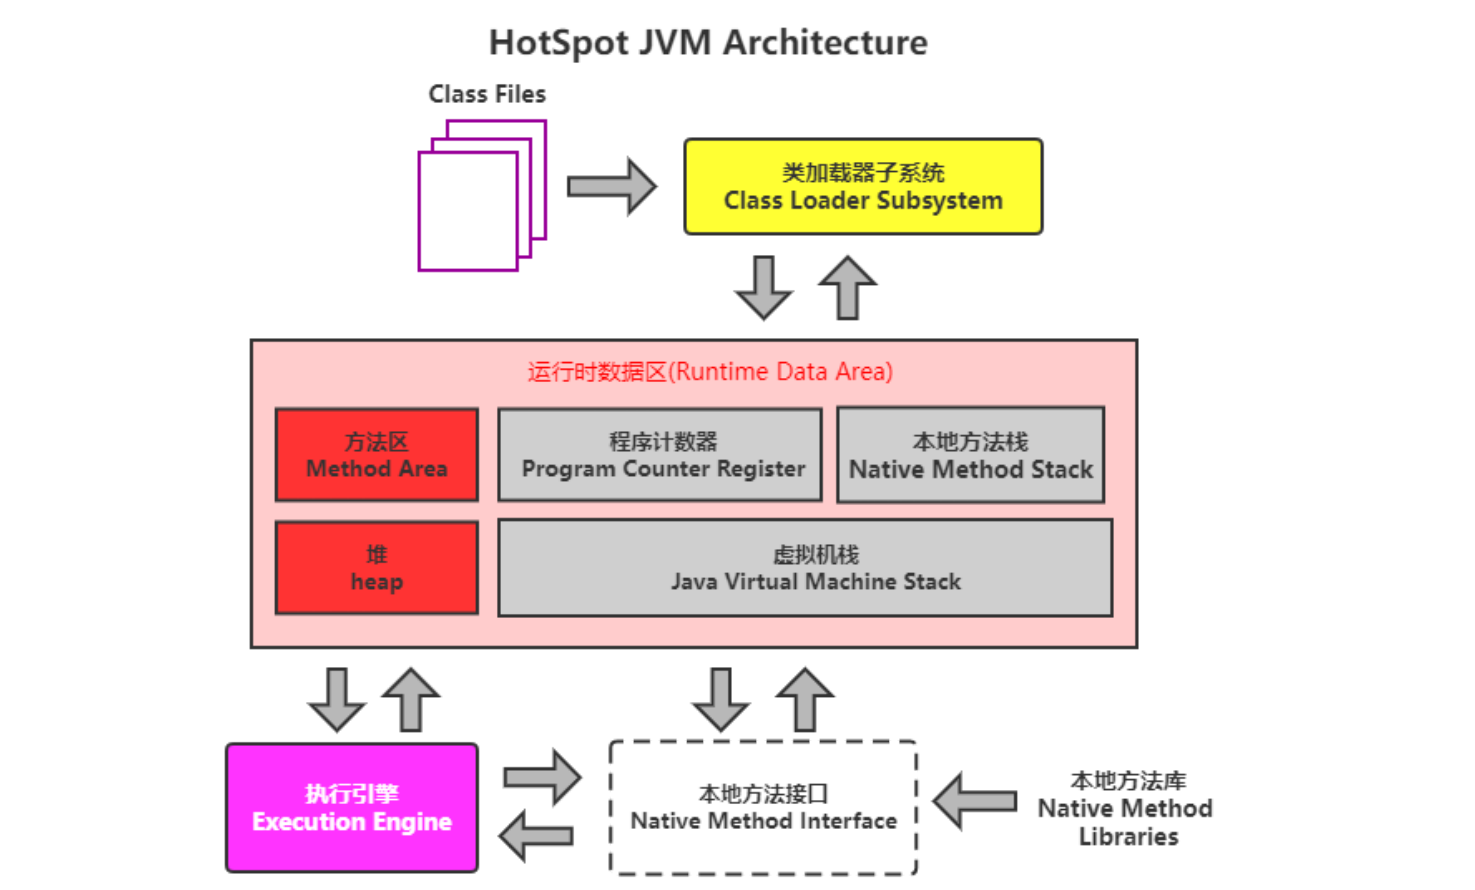 HotSpot JVM Architecture
Class Files
类加载器子系统
Class Loader Subsystem
运行时数据区(Runtime Data Area)
方法区
Method Area
程序计数器
Program Counter Register
本地方法栈
Native Method Stack
堆
heap
虚拟机栈
Java Virtual Machine Stack
执行引擎
Execution Engine
本地方法接口
Native Method Interface
本地方法库
Native Method
Libraries